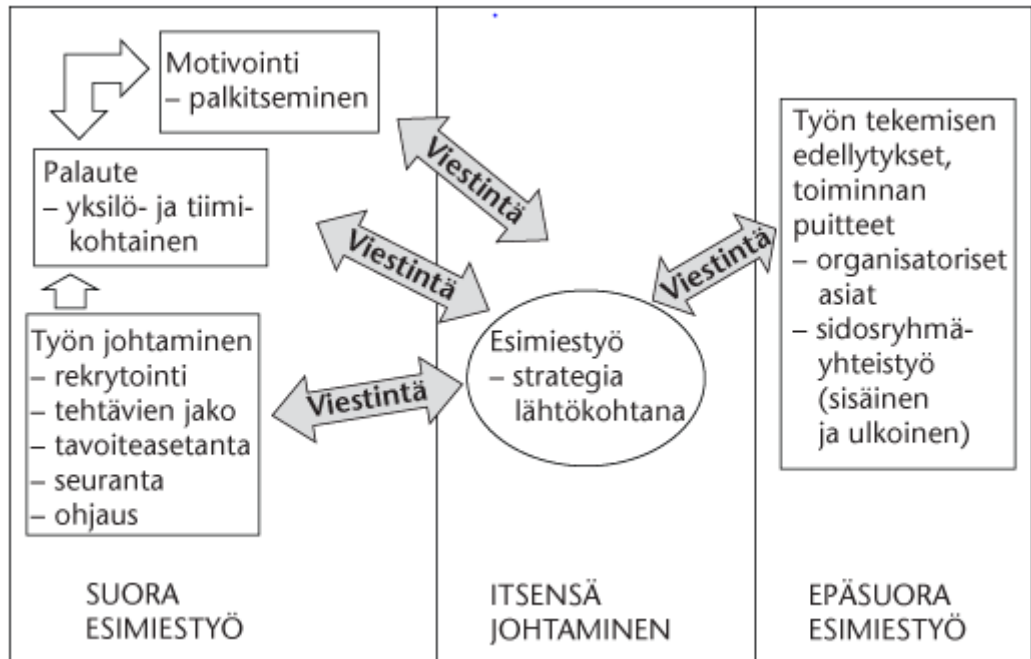 Motivointi
– palkitseminen
Palaute
– yksilö- ja tiimi-
kohtainen
Työn johtaminen
– rekrytointi
– tehtävien jako
– tavoiteasetanta
– seuranta
– ohjaus
Viestintä
Viestintä
Viestintä
SUORA
ESIMIESTYÖ
Esimiestyö
– strategia
lähtökohtana
ITSENSÄ
JOHTAMINEN
Viestintä
Työn tekemisen
edellytykset,
toiminnan
puitteet
– organisatoriset
asiat
– sidosryhmä-
yhteistyö
(sisäinen
ja ulkoinen)
EPÄSUORA
ESIMIESTYÖ